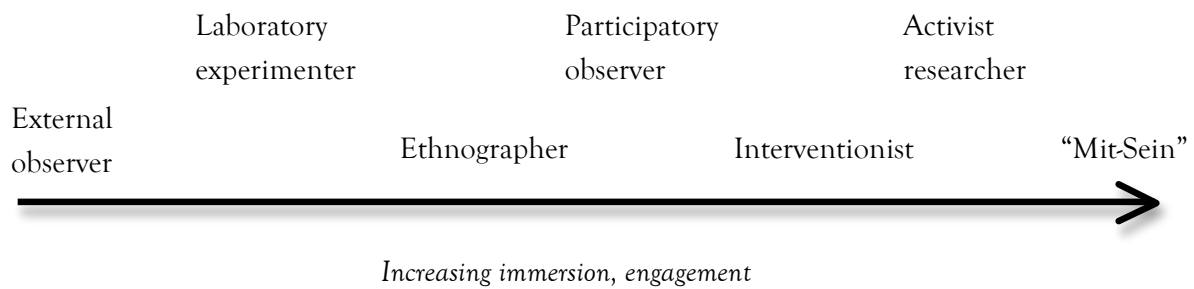 Laboratory
experimenter
Participatory
observer
Activist
researcher
External
observer
Ethnographer
Interventionist
“Mit-Sein”
Increasing immersion, engagement